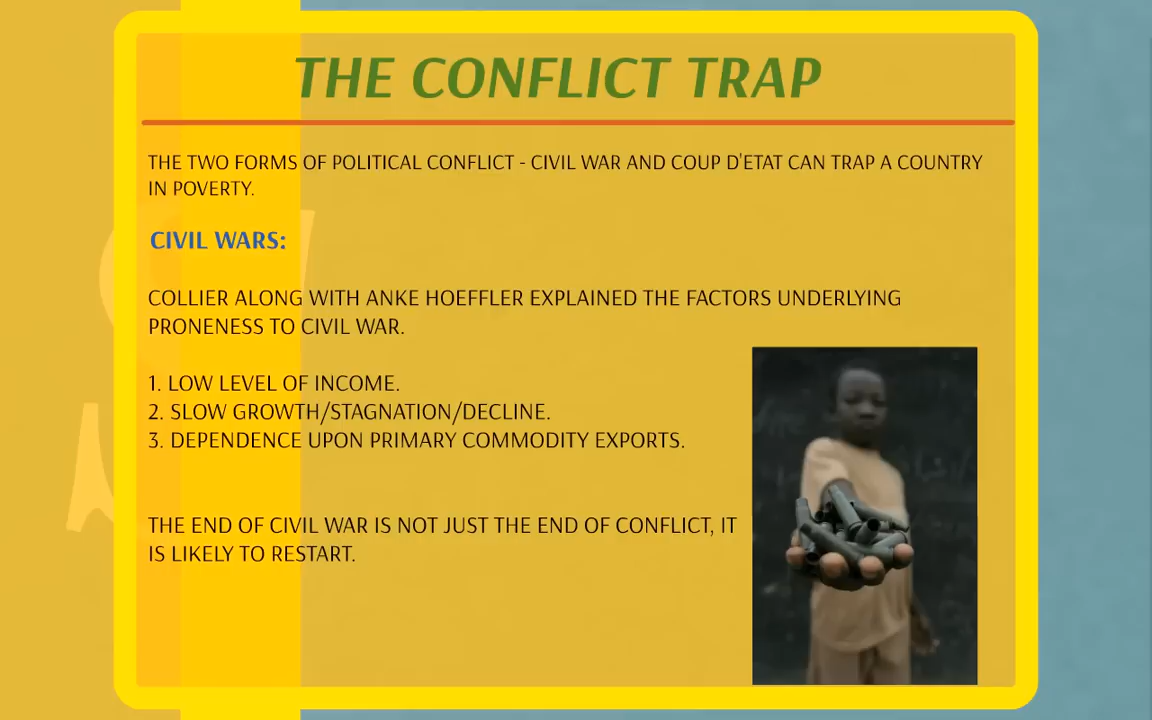 THE CONFLICT TRAP
THE TWO FORMS OF POLITICAL CONFLICT - CIVIL WAR AND COUP D'ETAT CAN TRAP A COUNTRY
IN POVERTY.
CIVIL WARS:
COLLIER ALONG WITH ANKE HOEFFLER EXPLAINED THE FACTORS UNDERLYING
PRONENESS TO CIVIL WAR.
1. LOW LEVEL OF INCOME.
2. SLOW GROWTH/STAGNATION/DECLINE.
3. DEPENDENCE UPON PRIMARY COMMODITY EXPORTS.
THE END OF CIVIL WAR IS NOT JUST THE END OF CONFLICT, IT
IS LIKELY TO RESTART.